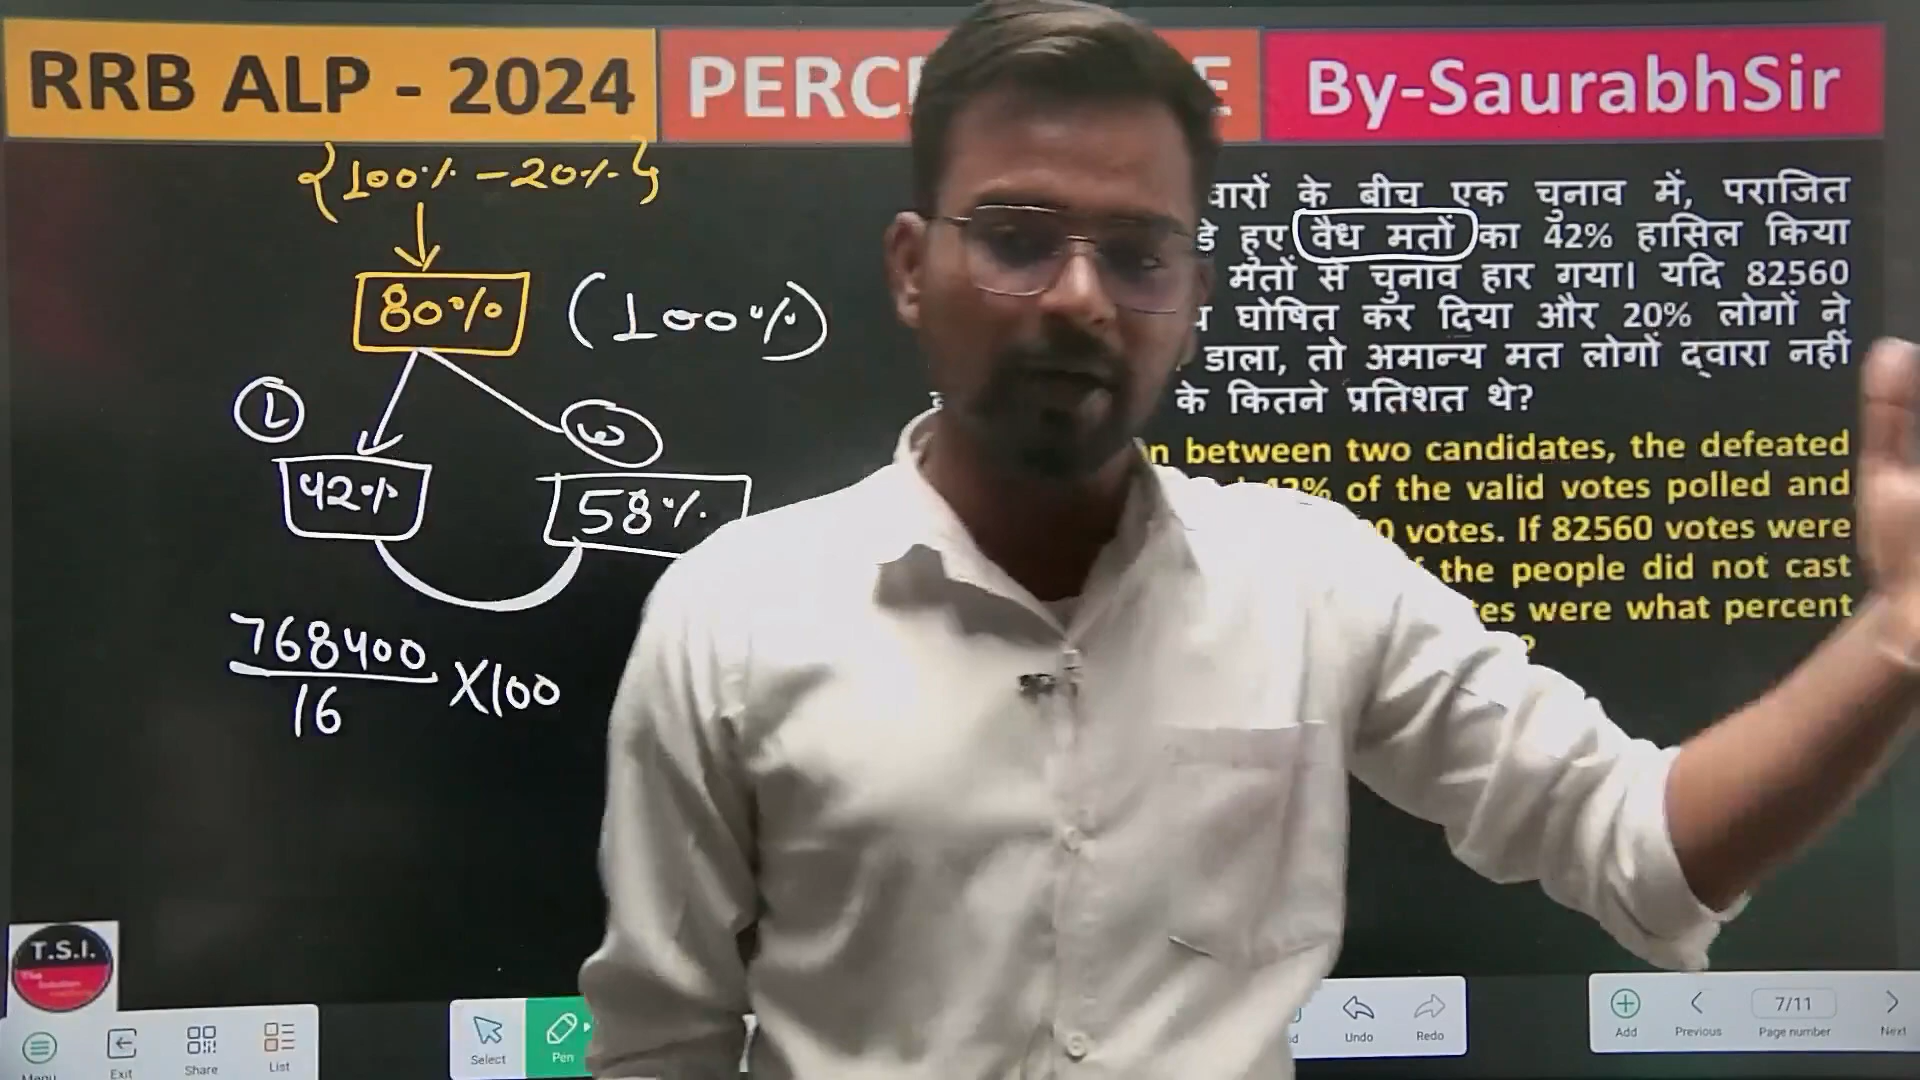 RRB ALP - 2024
By-SaurabhSir
{100% - 20%}
80%
(100%)
L
W
42%
58%
768400
16
X100
के बीच एक चुनाव में, पराजित
हुए वैध मतों का 42% हासिल किया
मतों से चुनाव हार गया। यदि 82560
घोषित कर दिया और 20% लोगों ने
डाला, तो अमान्य मत लोगों द्वारा नहीं
के कितने प्रतिशत थे?
between two candidates, the defeated
42% of the valid votes polled and
votes. If 82560 votes were
the people did not cast
were what percent
T.S.I.
The
Menu
Exit
Share
List
Select
Pen
Undo
Redo
Add
Previous
7/11
Page number
Next